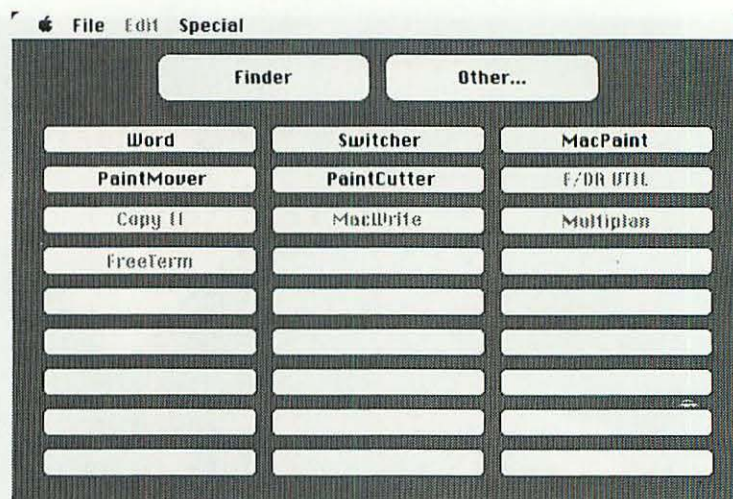 File Edit Special
Finder Other...
Word Switcher MacPaint
PaintMover PaintCutter F/DA UTIL
Copy II MacWrite Multiplan
FreeTerm